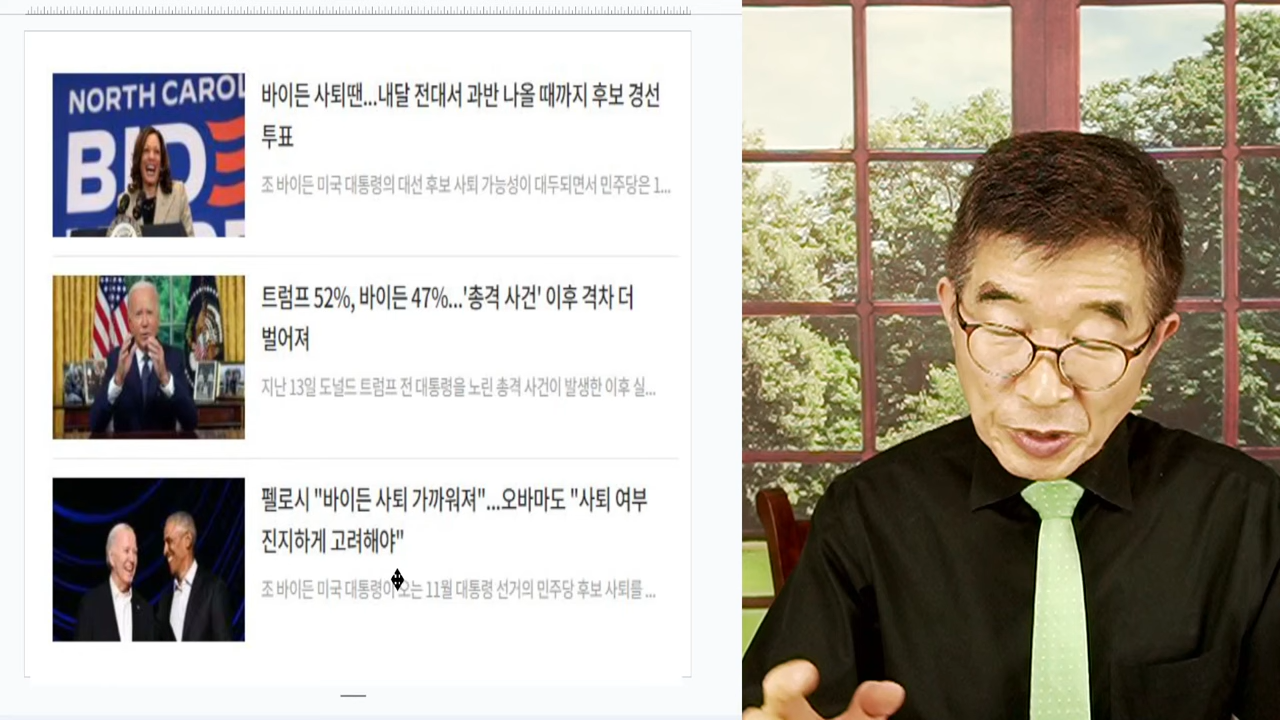 NORTH CAROL
BIDE
바이든 사퇴땐...내달 전대서 과반 나올 때까지 후보 경선
투표
조 바이든 미국 대통령의 대선 후보 사퇴 가능성이 대두되면서 민주당은 1...
트럼프 52%, 바이든 47%...'총격 사건' 이후 격차 더
벌어져
지난 13일 도널드 트럼프 전 대통령을 노린 총격 사건이 발생한 이후 실...
펠로시 "바이든 사퇴 가까워져"...오바마도 "사퇴 여부
진지하게 고려해야"
조 바이든 미국 대통령이 오는 11월 대통령 선거의 민주당 후보 사퇴를 ...